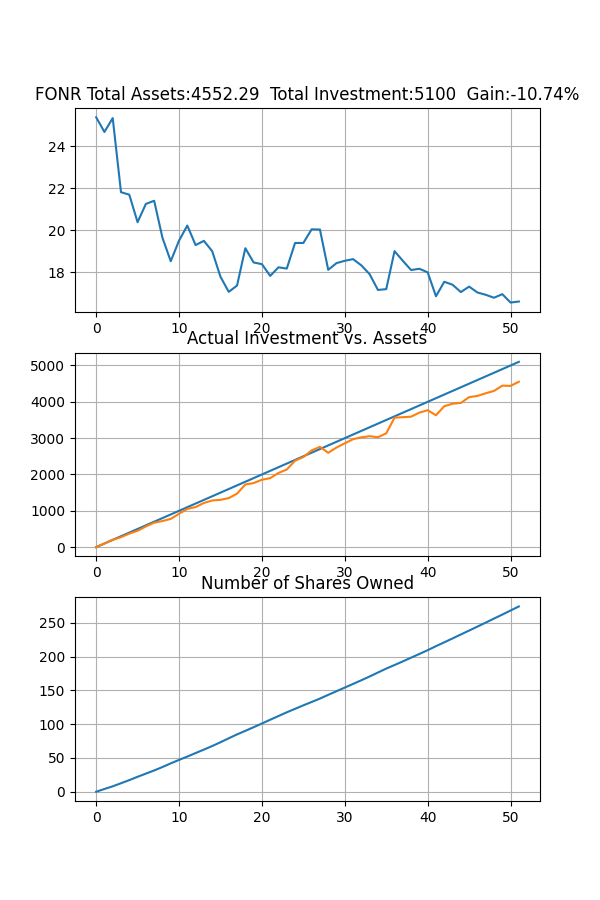 FONR Total Assets:4552.29  Total Investment:5100  Gain:-10.74%
24
22
20
18
0 10 20 30 40 50
Actual Investment vs. Assets
5000
4000
3000
2000
1000
0
0 10 20 30 40 50
Number of Shares Owned
250
200
150
100
50
0
0 10 20 30 40 50